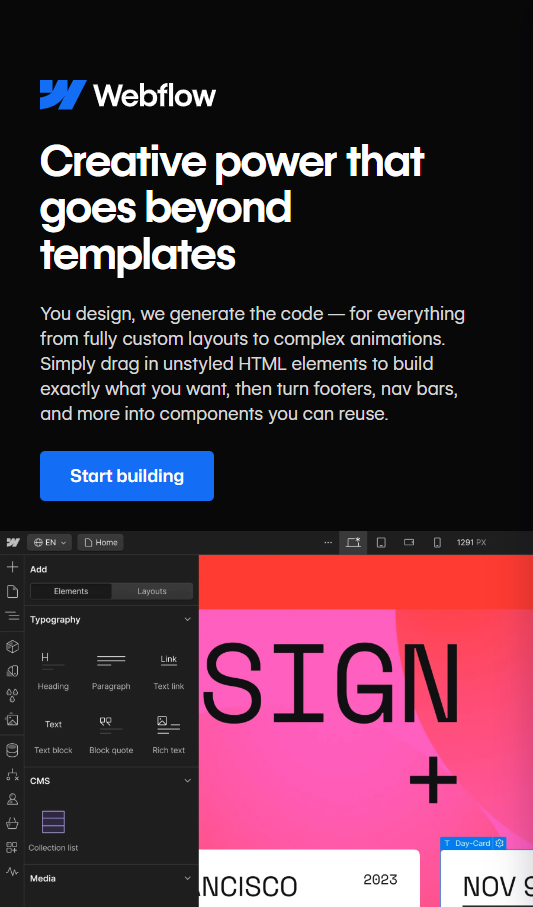 Webflow
Creative power that
goes beyond
templates
You design, we generate the code — for everything
from fully custom layouts to complex animations.
Simply drag in unstyled HTML elements to build
exactly what you want, then turn footers, nav bars,
and more into components you can reuse.
Start building
EN Home ... 1291 PX
Add
Elements Layouts
Typography
H Link
Heading Paragraph Text link
Text
Text block Block quote Rich text
CMS
Collection list
Media
SIGN
+
T Day-Card
NCISCO 2023
NOV 9